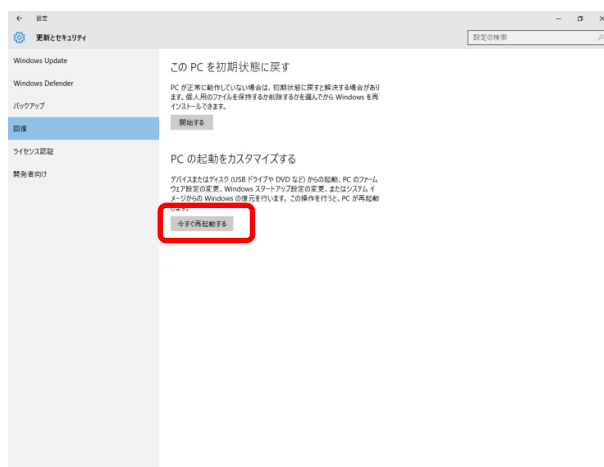 設定
更新とセキュリティ
設定の検索
Windows Update
Windows Defender
バックアップ
回復
ライセンス認証
開発者向け
この PC を初期状態に戻す
PC が正常に動作していない場合は、初期状態に戻すと解決する場合があり
ます。個人用のファイルを保持するか削除するかを選んでから Windows を再
インストールできます。
開始する
PC の起動をカスタマイズする
デバイスまたはディスク (USB ドライブや DVD など) からの起動、PC のファーム
ウェア設定の変更、Windows スタートアップ設定の変更、またはシステム イ
メージからの Windows の復元を行います。この操作を行うと、PC が再起動
します。
今すぐ再起動する